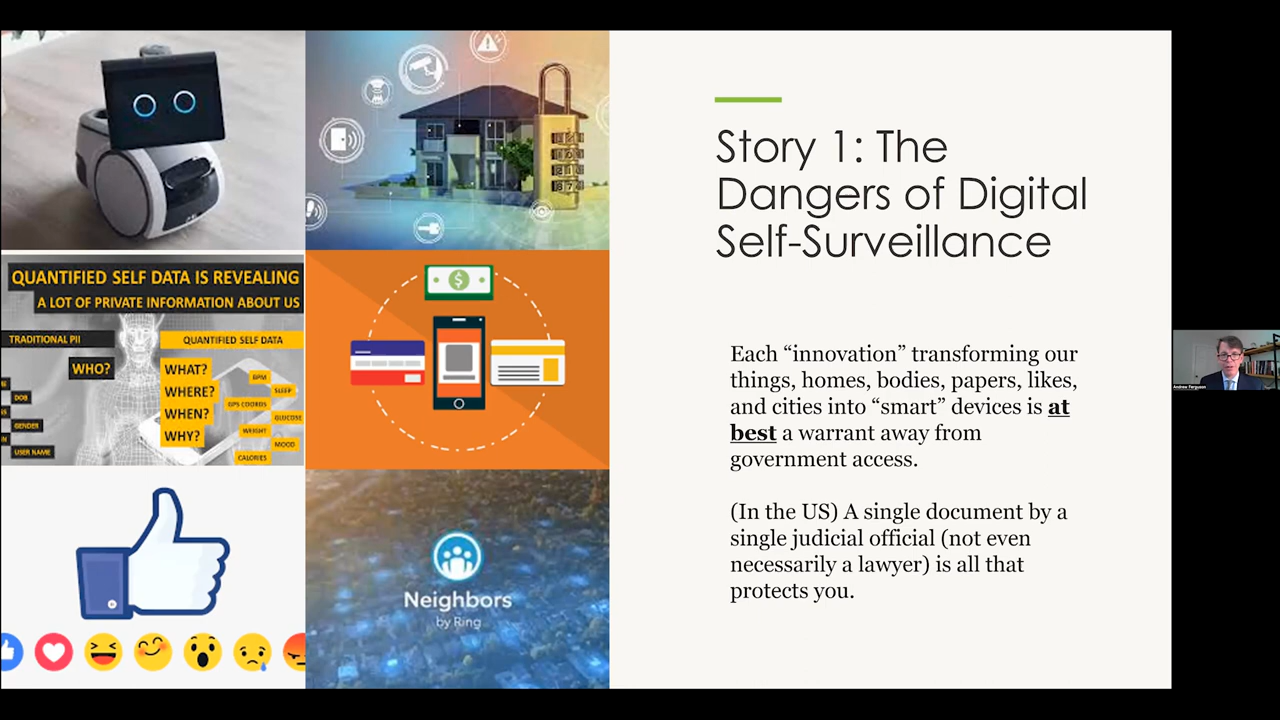 Story 1: The
Dangers of Digital
Self-Surveillance
Each “innovation” transforming our
things, homes, bodies, papers, likes,
and cities into “smart” devices is at
best a warrant away from
government access.
(In the US) A single document by a
single judicial official (not even
necessarily a lawyer) is all that
protects you.
QUANTIFIED SELF DATA IS REVEALING
A LOT OF PRIVATE INFORMATION ABOUT US
TRADITIONAL PII
QUANTIFIED SELF DATA
WHO?
WHAT?
WHERE?
WHEN?
WHY?
DOB
GENDER
USER NAME
BPM
SLEEP
GPS COORDS
GLUCOSE
WEIGHT
MOOD
CALORIES
$
Neighbors
by Ring
Andrew Ferguson